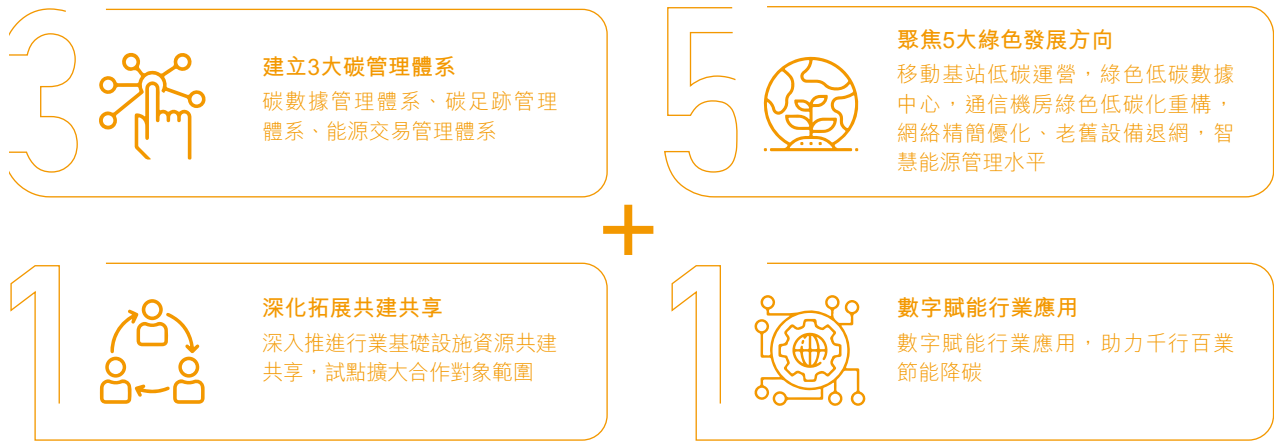 3
建立3大碳管理體系
碳數據管理體系、碳足跡管理
體系、能源交易管理體系
5
聚焦5大綠色發展方向
移動基站低碳運營，綠色低碳數據
中心，通信機房綠色低碳化重構，
網絡精簡優化、老舊設備退網，智
慧能源管理水平
+
1
深化拓展共建共享
深入推進行業基礎設施資源共建
共享，試點擴大合作對象範圍
1
數字賦能行業應用
數字賦能行業應用，助力千行百業
節能降碳